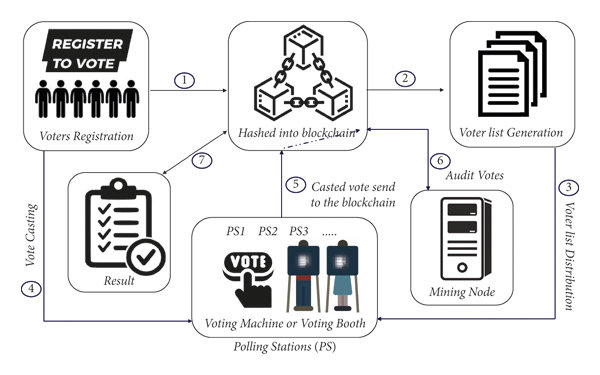 REGISTER
TO VOTE
Voters Registration
1
Hashed into blockchain
2
Voter list Generation
7
6
Audit Votes
3
Voter list Distribution
5
Casted vote send
to the blockchain
Vote Casting
4
Result
PS1 PS2 PS3 .....
VOTE
Voting Machine or Voting Booth
Polling Stations (PS)
Mining Node